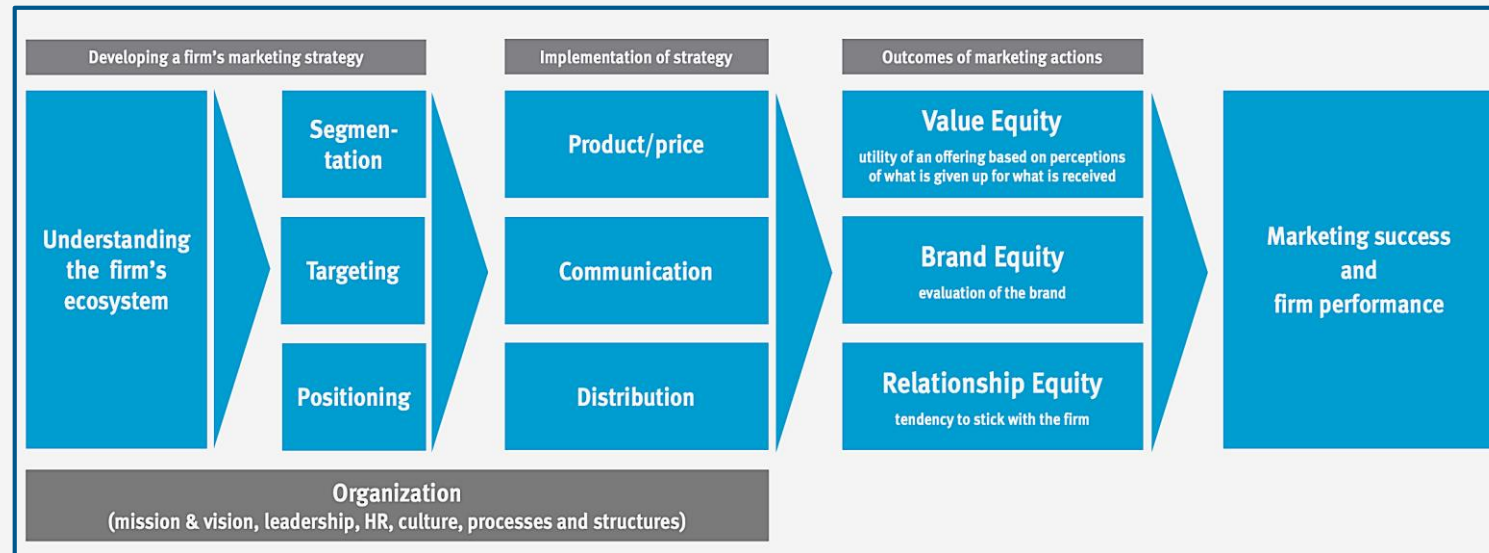 Developing a firm's marketing strategy
Implementation of strategy
Outcomes of marketing actions
Understanding
the firm's
ecosystem
Segmen-
tation
Targeting
Positioning
Product/price
Communication
Distribution
Value Equity
utility of an offering based on perceptions
of what is given up for what is received
Brand Equity
evaluation of the brand
Relationship Equity
tendency to stick with the firm
Marketing success
and
firm performance
Organization
(mission & vision, leadership, HR, culture, processes and structures)